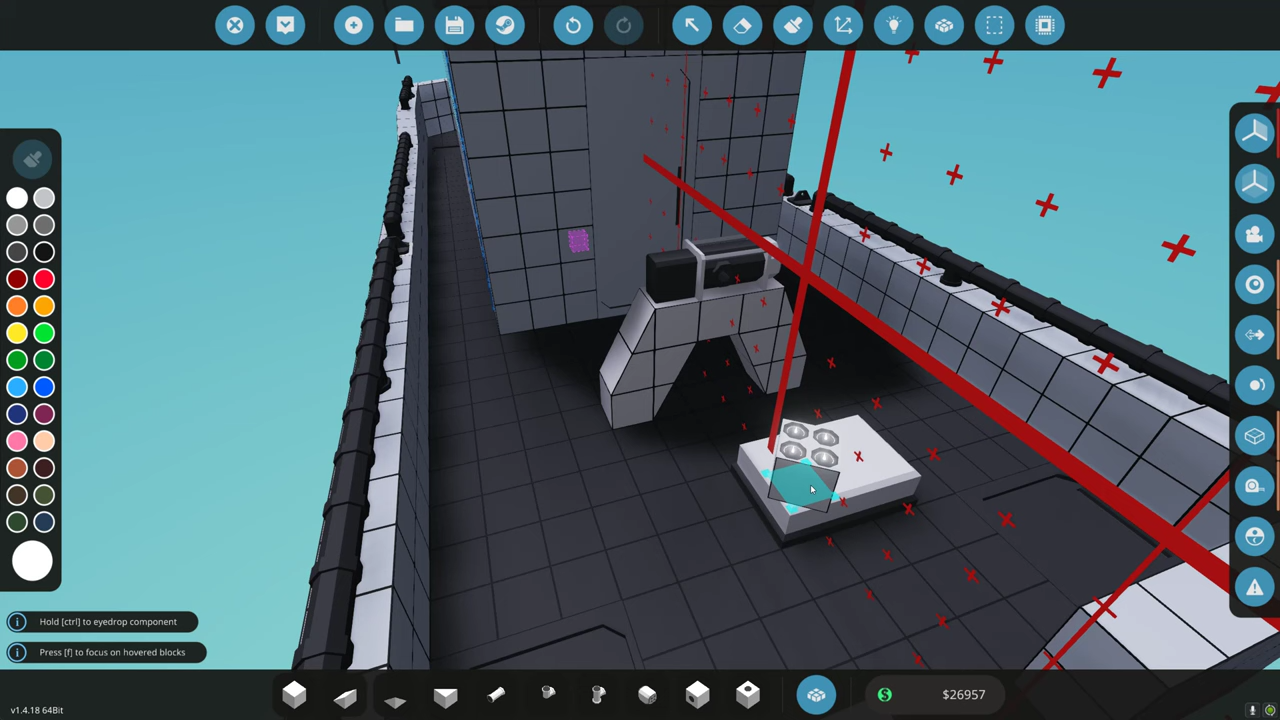 Hold [ctrl] to eyedrop component
Press [f] to focus on hovered blocks
$ $26957
v1.4.18 64Bit